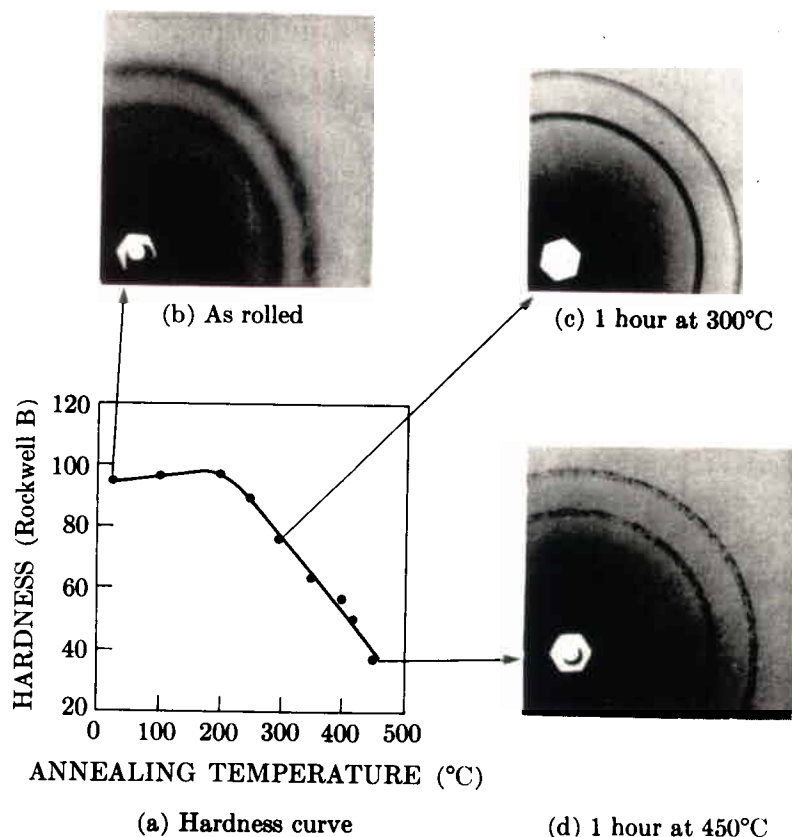 (b) As rolled
(c) 1 hour at 300°C
HARDNESS (Rockwell B)
120
100
80
60
40
20
0 100 200 300 400 500
ANNEALING TEMPERATURE (°C)
(a) Hardness curve
(d) 1 hour at 450°C